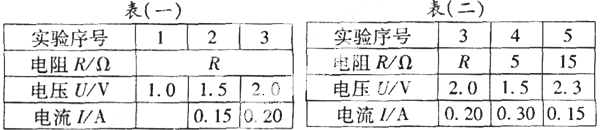 表(一)
实验序号 1 2 3
电阻 R/Ω R
电压 U/V 1.0 1.5 2.0
电流 I/A 0.15 0.20
表(二)
实验序号 3 4 5
电阻 R/Ω R 5 15
电压 U/V 2.0 1.5 2.3
电流 I/A 0.20 0.30 0.15